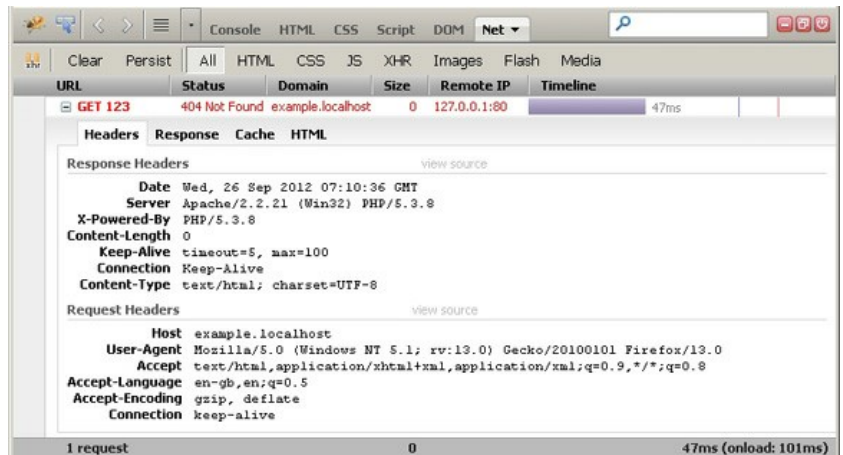 Console HTML CSS Script DOM Net
Clear Persist All HTML CSS JS XHR Images Flash Media
URL Status Domain Size Remote IP Timeline
GET 123 404 Not Found example.localhost 0 127.0.0.1:80 47ms
Headers Response Cache HTML
Response Headers view source
Date Wed, 26 Sep 2012 07:10:36 GMT
Server Apache/2.2.21 (Win32) PHP/5.3.8
X-Powered-By PHP/5.3.8
Content-Length 0
Keep-Alive timeout=5, max=100
Connection Keep-Alive
Content-Type text/html; charset=UTF-8
Request Headers view source
Host example.localhost
User-Agent Mozilla/5.0 (Windows NT 5.1; rv:13.0) Gecko/20100101 Firefox/13.0
Accept text/html,application/xhtml+xml,application/xml;q=0.9,*/*;q=0.8
Accept-Language en-gb,en;q=0.5
Accept-Encoding gzip, deflate
Connection keep-alive
1 request 0 47ms (onload: 101ms)